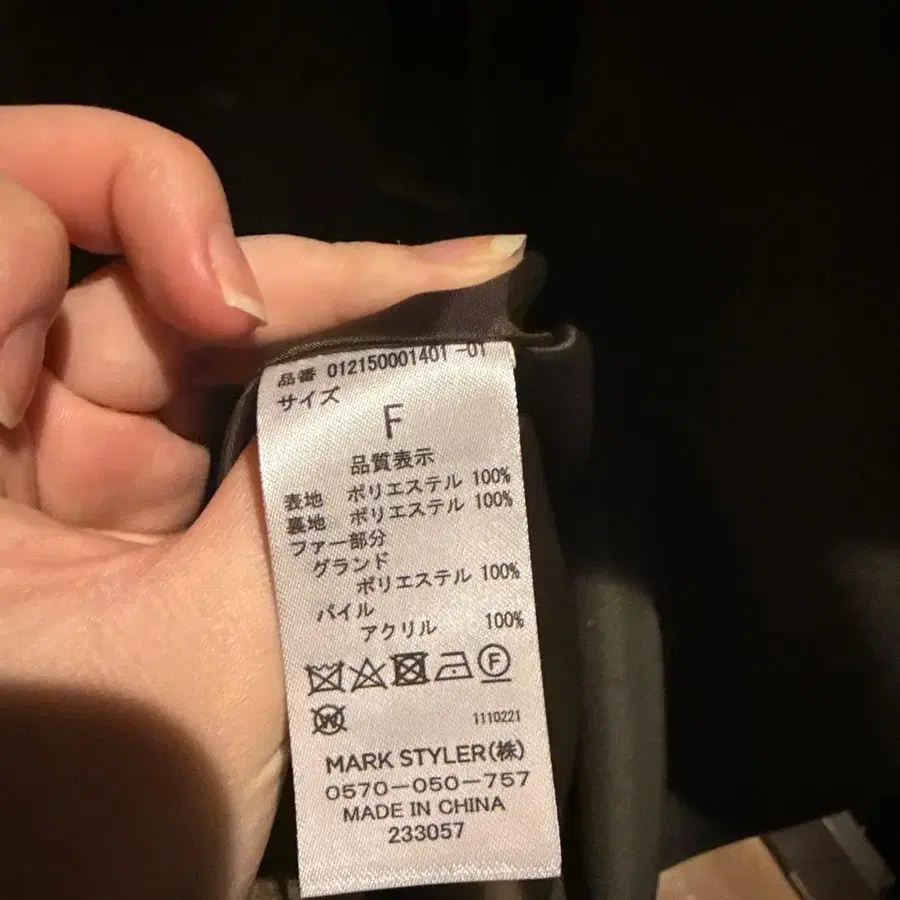 品番 012150001401 -01
サイズ
F
品質表示
表地 ポリエステル 100%
裏地 ポリエステル 100%
ファー部分
グランド
ポリエステル 100%
パイル
アクリル 100%
F
W
1110221
MARK STYLER(株)
0570-050-757
MADE IN CHINA
233057